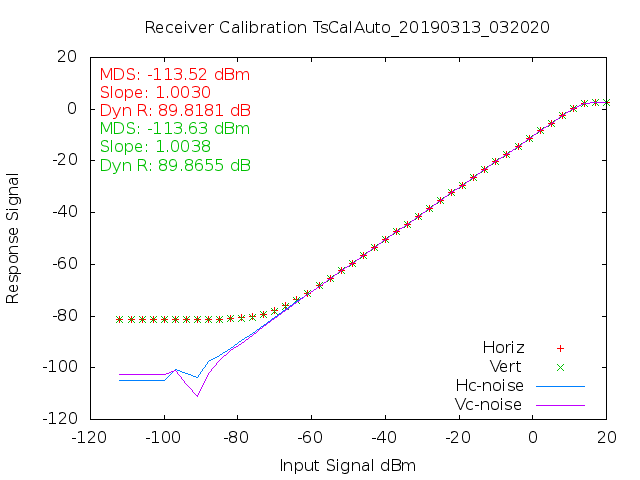 Receiver Calibration TsCalAuto_20190313_032020
20
0
-20
-40
-60
-80
-100
-120
Response Signal
MDS: -113.52 dBm
Slope: 1.0030
Dyn R: 89.8181 dB
MDS: -113.63 dBm
Slope: 1.0038
Dyn R: 89.8655 dB
Horiz
Vert
Hc-noise
Vc-noise
-120 -100 -80 -60 -40 -20 0 20
Input Signal dBm